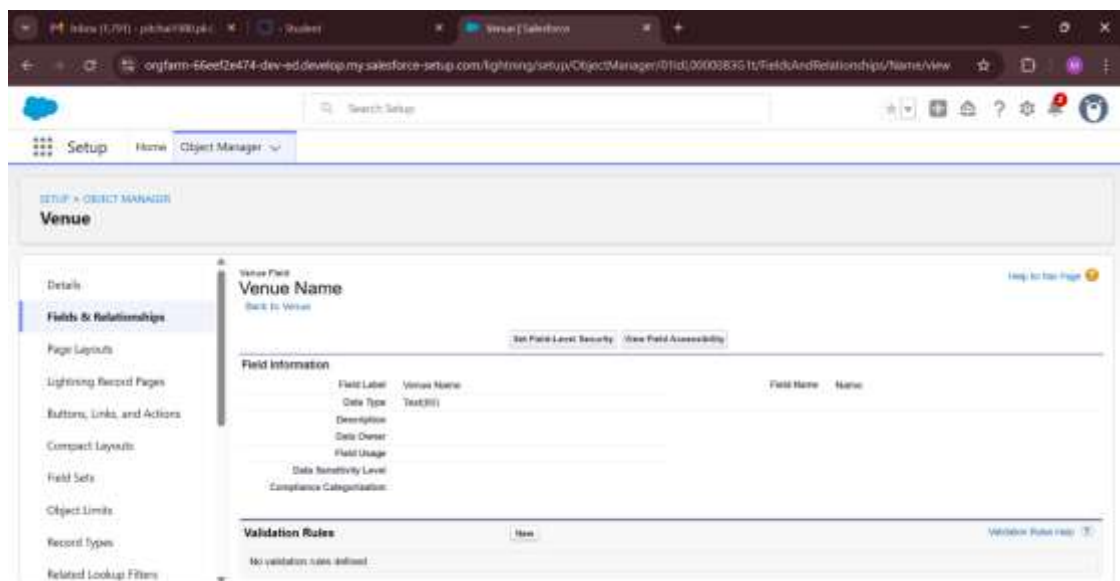 Venue | Salesforce
Search Setup
Setup
Home
Object Manager
SETUP > OBJECT MANAGER
Venue
Details
Fields & Relationships
Page Layouts
Lightning Record Pages
Buttons, Links, and Actions
Compact Layouts
Field Sets
Object Limits
Record Types
Related Lookup Filters
Venue Field
Venue Name
Back to Venue
Help for this Page
Set Field-Level Security View Field Accessibility
Field Information
Field Label Venue Name Field Name Name
Data Type Text(80)
Description
Data Owner
Field Usage
Data Sensitivity Level
Compliance Categorization
Validation Rules New Validation Rules Help
No validation rules defined.